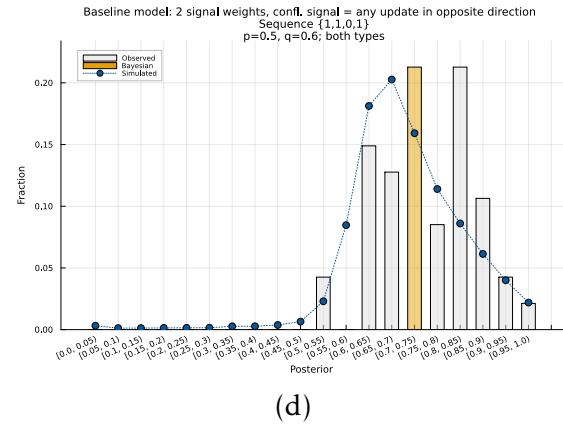 Baseline model: 2 signal weights, confl. signal = any update in opposite direction
Sequence {1,1,0,1}
p=0.5, q=0.6; both types
Observed
Bayesian
Simulated
Fraction
0.20
0.15
0.10
0.05
0.00
[0.0, 0.05)
[0.05, 0.1)
[0.1, 0.15)
[0.15, 0.2)
[0.2, 0.25)
[0.25, 0.3)
[0.3, 0.35)
[0.35, 0.4)
[0.4, 0.45)
[0.45, 0.5)
[0.5, 0.55)
[0.55, 0.6)
[0.6, 0.65)
[0.65, 0.7)
[0.7, 0.75)
[0.75, 0.8)
[0.8, 0.85)
[0.85, 0.9)
[0.9, 0.95)
[0.95, 1.0)
Posterior
(d)